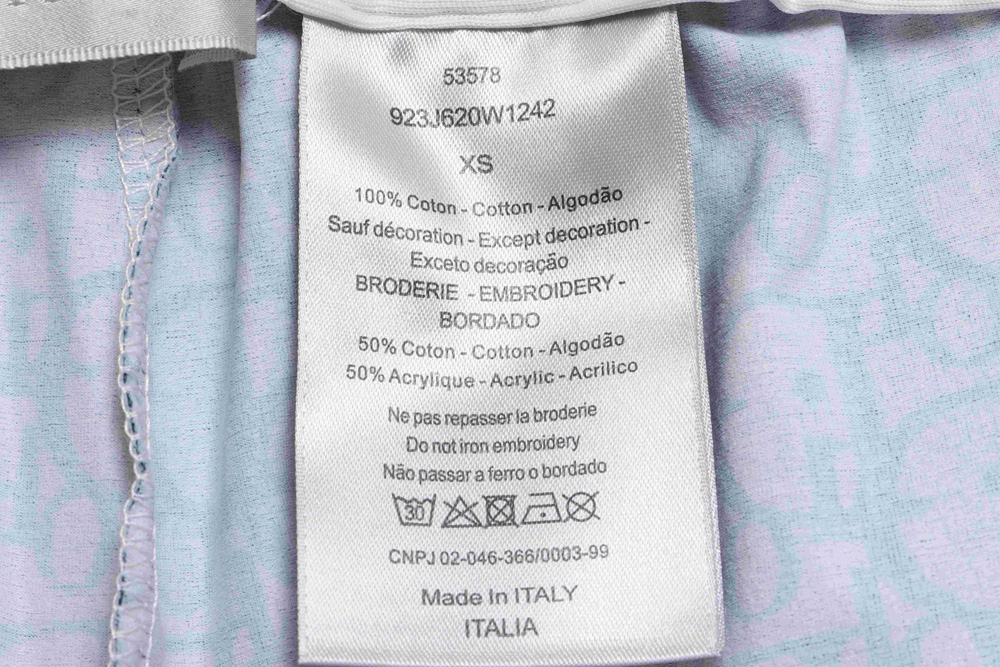 53578
923J620W1242
XS
100% Coton - Cotton - Algodão
Sauf décoration - Except decoration -
Exceto decoração
BRODERIE - EMBROIDERY -
BORDADO
50% Coton - Cotton - Algodão
50% Acrylique - Acrylic - Acrilico
Ne pas repasser la broderie
Do not iron embroidery
Não passar a ferro o bordado
30
CNPJ 02-046-366/0003-99
Made In ITALY
ITALIA